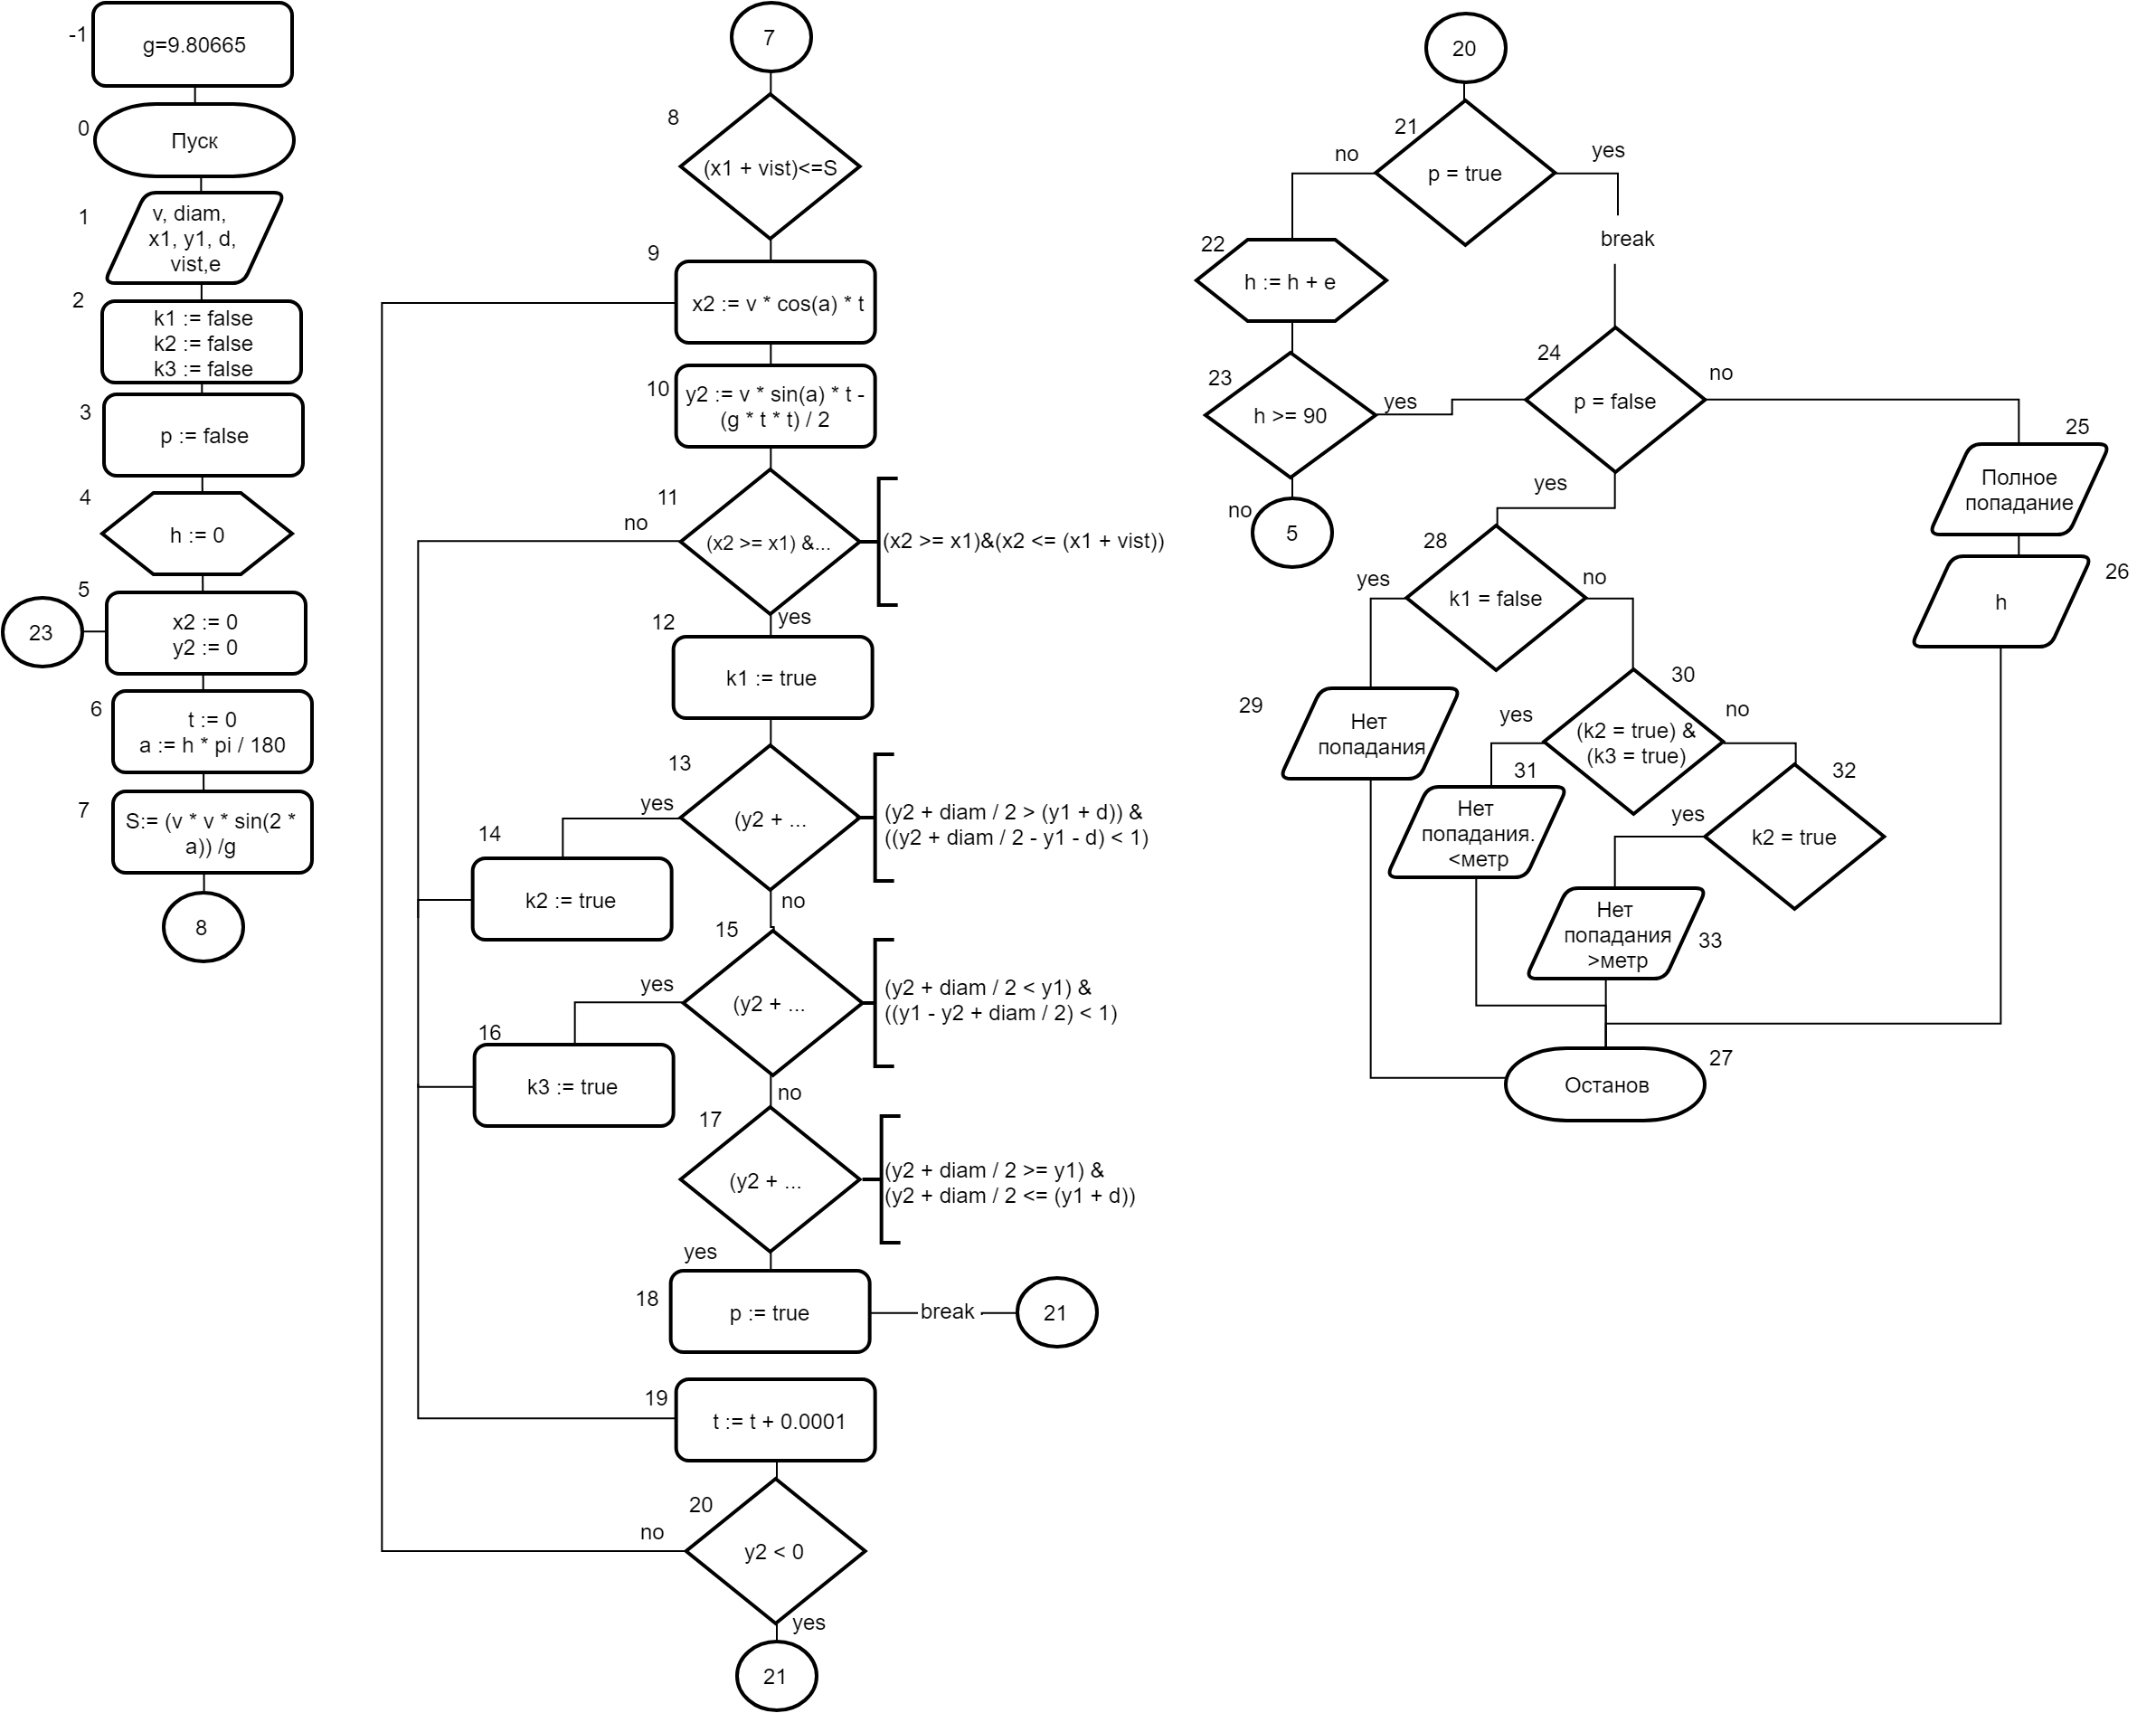 -1
g=9.80665
0
Пуск
1
v, diam,
x1, y1, d,
vist,e
2
k1 := false
k2 := false
k3 := false
3
p := false
4
h := 0
5
23
x2 := 0
y2 := 0
6
t := 0
a := h * pi / 180
7
S:= (v * v * sin(2 *
a)) /g
8
7
8
(x1 + vist)<=S
9
x2 := v * cos(a) * t
10
y2 := v * sin(a) * t -
(g * t * t) / 2
11
no
(x2 >= x1) &...
(x2 >= x1)&(x2 <= (x1 + vist))
yes
12
k1 := true
13
yes
(y2 + ...
(y2 + diam / 2 > (y1 + d)) &
((y2 + diam / 2 - y1 - d) < 1)
14
k2 := true
no
15
yes
(y2 + ...
(y2 + diam / 2 < y1) &
((y1 - y2 + diam / 2) < 1)
16
k3 := true
no
17
(y2 + ...
(y2 + diam / 2 >= y1) &
(y2 + diam / 2 <= (y1 + d))
yes
18
p := true
break
21
19
t := t + 0.0001
20
no
y2 < 0
yes
21
20
21
no
p = true
yes
break
22
h := h + e
23
h >= 90
yes
no
5
24
p = false
no
yes
25
Полное
попадание
26
h
28
yes
k1 = false
no
29
Нет
попадания
30
yes
(k2 = true) &
(k3 = true)
no
31
Нет
попадания.
<метр
32
yes
k2 = true
Нет
попадания
>метр
33
27
Останов